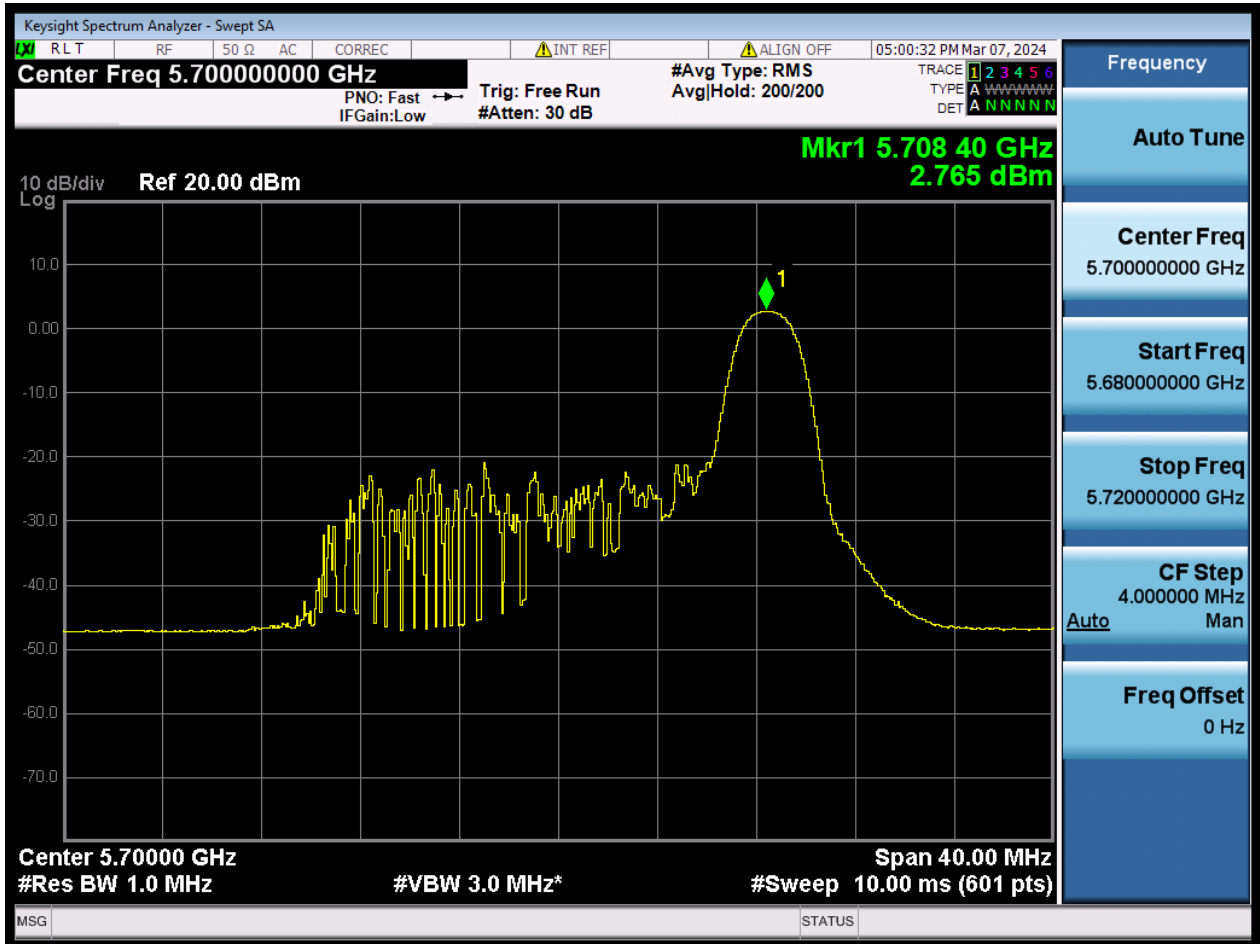 Keysight Spectrum Analyzer - Swept SA
LXI RLT RF 50 Ω AC CORREC INT REF ALIGN OFF 05:00:32 PM Mar 07, 2024
Center Freq 5.700000000 GHz
PNO: Fast
IFGain:Low
Trig: Free Run
#Atten: 30 dB
#Avg Type: RMS
Avg|Hold: 200/200
TRACE 1 2 3 4 5 6
TYPE A WWWWW
DET A N N N N N
Mkr1 5.708 40 GHz
2.765 dBm
10 dB/div Ref 20.00 dBm
Log
10.0
0.00
-10.0
-20.0
-30.0
-40.0
-50.0
-60.0
-70.0
1
Center 5.70000 GHz Span 40.00 MHz
#Res BW 1.0 MHz #VBW 3.0 MHz* #Sweep 10.00 ms (601 pts)
MSG STATUS
Frequency
Auto Tune
Center Freq
5.700000000 GHz
Start Freq
5.680000000 GHz
Stop Freq
5.720000000 GHz
CF Step
4.000000 MHz
Auto Man
Freq Offset
0 Hz